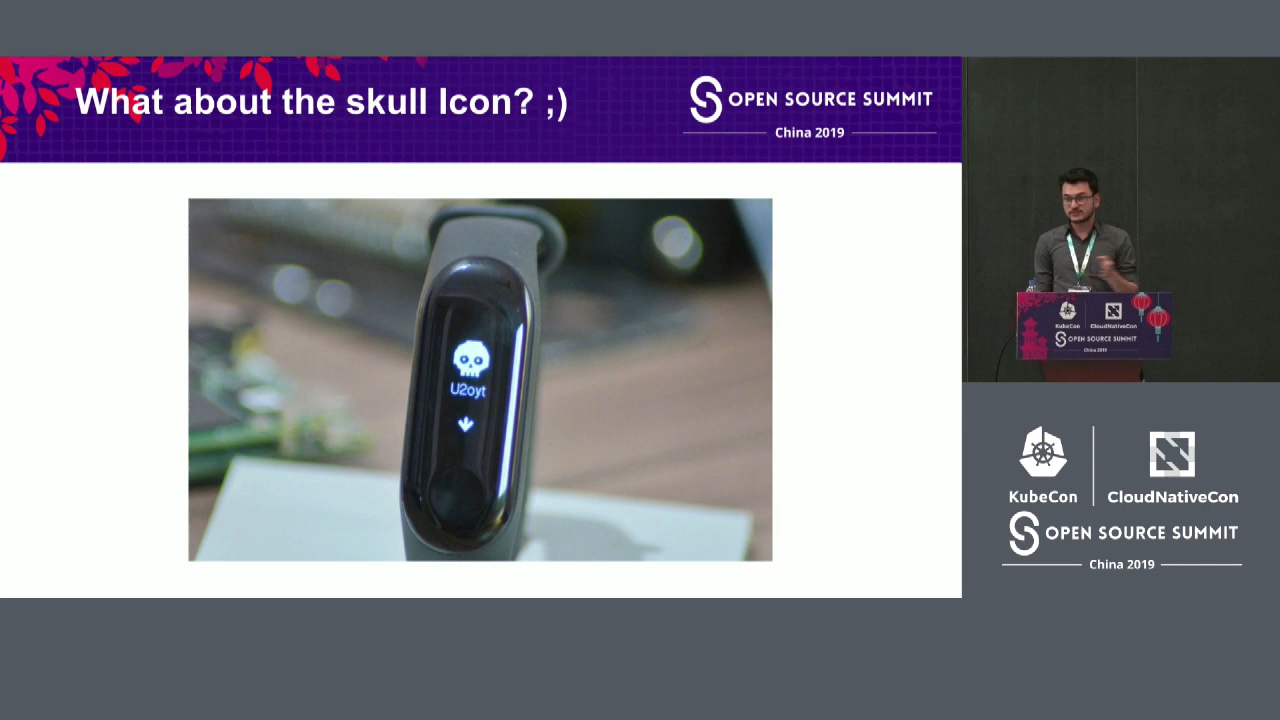 What about the skull Icon? ;)
OPEN SOURCE SUMMIT
China 2019
U2oyt
KubeCon
CloudNativeCon
OPEN SOURCE SUMMIT
China 2019
KubeCon
CloudNativeCon
OPEN SOURCE SUMMIT
China 2019